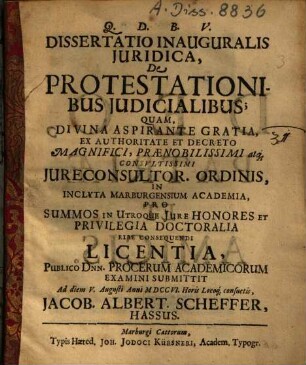 A. Diss. 8836
Q. D. B. V.
DISSERTATIO INAUGURALIS
JURIDICA,
De
PROTESTATIONI-
BUS JUDICIALIBUS;
QUAM,
DIVINA ASPIRANTE GRATIA,
EX AUTHORITATE ET DECRETO
MAGNIFICI, PRÆNOBILISSIMI atq;
CONSULTISSIMI
JURECONSULTOR. ORDINIS,
IN
INCLYTA MARBURGENSIUM ACADEMIA,
PRO
SUMMOS IN UTROQUE JURE HONORES ET
PRIVILEGIA DOCTORALIA
RITE CONSEQUENDI
LICENTIA,
PUBLICO DNN. PROCERUM ACADEMICORUM
EXAMINI SUBMITTIT
Ad diem V. Augusti Anni M DCC VI. Horis Locoq; consuetis,
JACOB. ALBERT. SCHEFFER,
HASSUS.
Marburgi Cattorum,
Typis Hæred, JOH. JODOCI KÜRSNERI, Academ. Typogr.